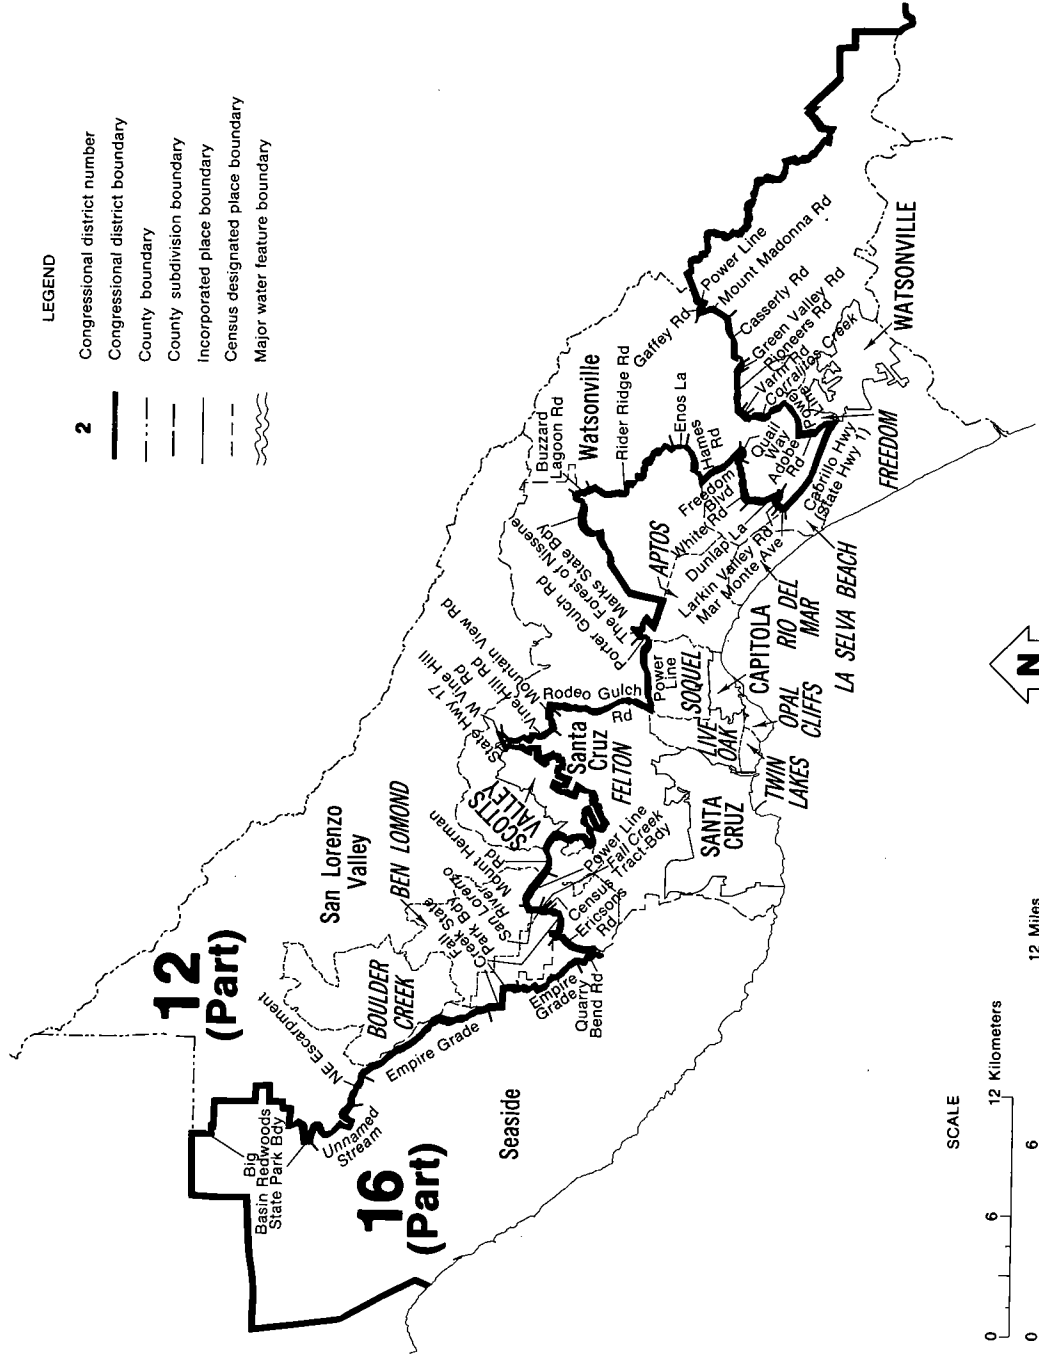 LEGEND
2 Congressional district number
Congressional district boundary
County boundary
County subdivision boundary
Incorporated place boundary
Census designated place boundary
Major water feature boundary
12
(Part)
16
(Part)
San Lorenzo
Valley
BEN LOMOND
BOULDER
CREEK
NE Escarpment
Empire Grade
Big
Basin Redwoods
State Park Bdy
Unnamed
Stream
Seaside
Fall
Creek State
Park Bdy
San Lorenzo
River
Mount Herman
Rd
Empire
Grade
Quarry
Bend Rd
Power Line
Fall Creek
Census Tract Bdy
Ericsons
Rd
SCOTTS
VALLEY
State Hwy 17
W Vine Hill
Rd
Vine Hill Rd
Mountain View Rd
Santa
Cruz
FELTON
Rodeo Gulch
Rd
Power
Line
Porter Gulch Rd
The Forest of Nissene
Marks State Bdy
SANTA
CRUZ
LIVE
OAK
SOQUEL
CAPITOLA
TWIN
LAKES
OPAL
CLIFFS
RIO DEL
MAR
LA SELVA BEACH
APTOS
Buzzard
Lagoon Rd
Watsonville
Rider Ridge Rd
Enos La
Hames
Rd
Freedom
Blvd
White Rd
Dunlap La
Larkin Valley Rd
Mar Monte Ave
Quail
Way
Adobe
Rd
Power
Line
Cabrillo Hwy
(State Hwy 1)
FREEDOM
Gaffey Rd
Power Line
Mount Madonna Rd
Casserly Rd
Green Valley Rd
Pioneers Rd
Varni Rd
Corralitos Creek
WATSONVILLE
N
SCALE
0 6 12 Kilometers
0 6 12 Miles